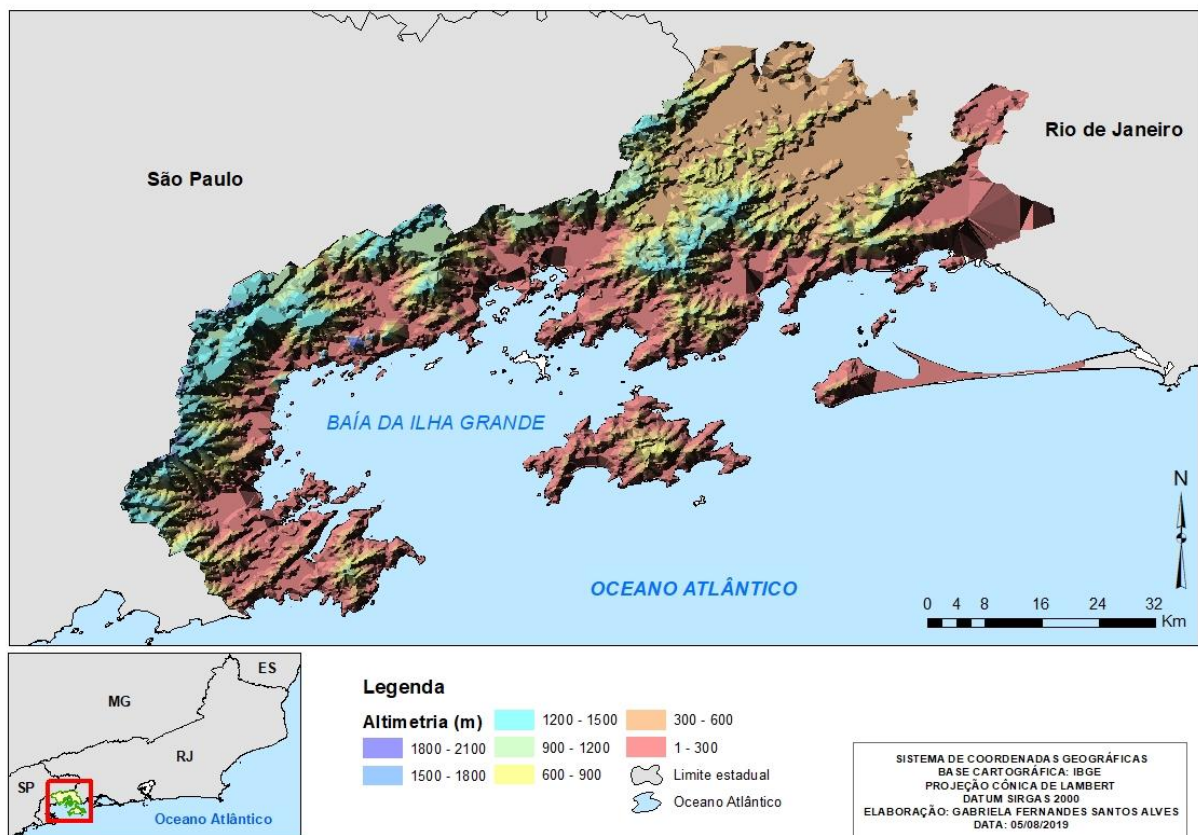 São Paulo
Rio de Janeiro
BAÍA DA ILHA GRANDE
OCEANO ATLÂNTICO
N
0 4 8 16 24 32
Km
ES
MG
RJ
SP
Oceano Atlântico
Legenda
Altimetria (m)
1800 - 2100
1500 - 1800
1200 - 1500
900 - 1200
600 - 900
300 - 600
1 - 300
Limite estadual
Oceano Atlântico
SISTEMA DE COORDENADAS GEOGRÁFICAS
BASE CARTOGRÁFICA: IBGE
PROJEÇÃO CÔNICA DE LAMBERT
DATUM SIRGAS 2000
ELABORAÇÃO: GABRIELA FERNANDES SANTOS ALVES
DATA: 05/08/2019